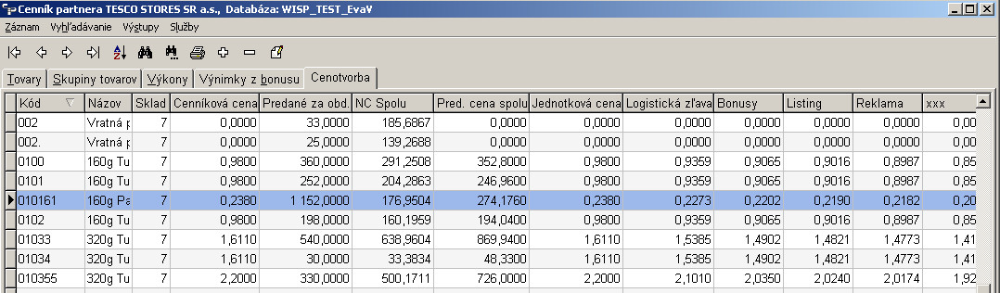 Cenník partnera TESCO STORES SR a.s., Databáza: WISP_TEST_EvaV
Záznam Vyhľadávanie Výstupy Služby
Tovary Skupiny tovarov Výkony Výnimky z bonusu Cenotvorba
Kód Názov Sklad Cenníková cena Predané za obd. NC Spolu Pred. cena spolu Jednotková cena Logistická zľava Bonusy Listing Reklama xxx
002 Vratná p 7 0,0000 33,0000 185,6867 0,0000 0,0000 0,0000 0,0000 0,0000 0,0000 0,00
002. Vratná p 7 0,0000 25,0000 139,2688 0,0000 0,0000 0,0000 0,0000 0,0000 0,0000 0,00
0100 160g Tu 7 0,9800 360,0000 291,2508 352,8000 0,9800 0,9359 0,9065 0,9016 0,8987 0,85
0101 160g Tu 7 0,9800 252,0000 204,2863 246,9600 0,9800 0,9359 0,9065 0,9016 0,8987 0,85
010161 160g Pa 7 0,2380 1 152,0000 176,9504 274,1760 0,2380 0,2273 0,2202 0,2190 0,2182 0,20
0102 160g Tu 7 0,9800 198,0000 160,1959 194,0400 0,9800 0,9359 0,9065 0,9016 0,8987 0,85
01033 320g Tu 7 1,6110 540,0000 638,9604 869,9400 1,6110 1,5385 1,4902 1,4821 1,4773 1,41
01034 320g Tu 7 1,6110 30,0000 33,3834 48,3300 1,6110 1,5385 1,4902 1,4821 1,4773 1,41
010355 320g Tu 7 2,2000 330,0000 500,1711 726,0000 2,2000 2,1010 2,0350 2,0240 2,0174 1,92